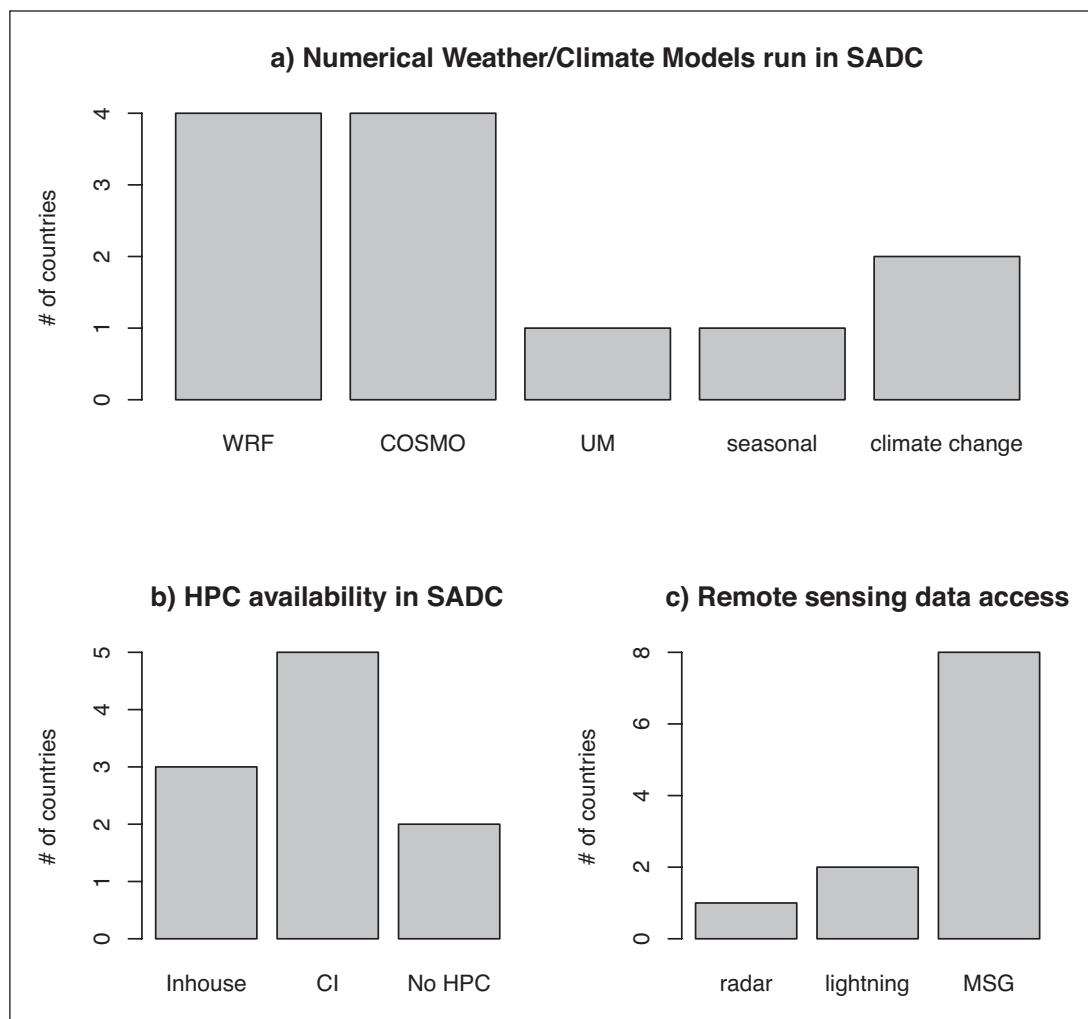 a) Numerical Weather/Climate Models run in SADC
# of countries
4
3
2
1
0
WRF COSMO UM seasonal climate change
b) HPC availability in SADC
# of countries
5
4
3
2
1
0
Inhouse CI No HPC
c) Remote sensing data access
# of countries
8
6
4
2
0
radar lightning MSG